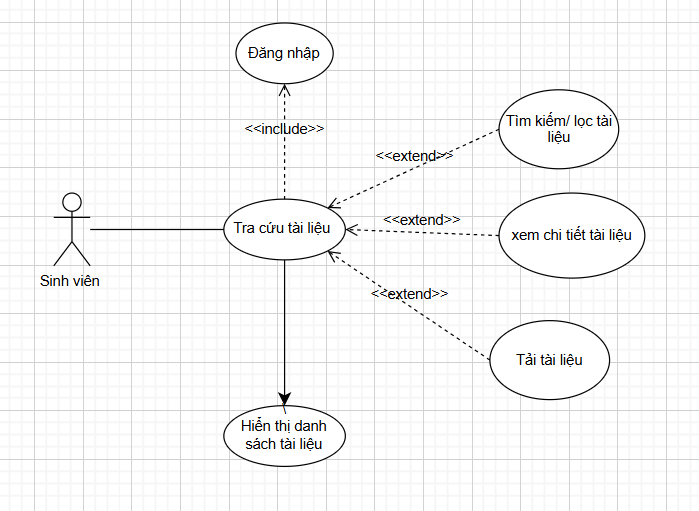 Đăng nhập
<<include>>
Tìm kiếm/ lọc tài
liệu
<<extend>>
Tra cứu tài liệu
<<extend>>
xem chi tiết tài liệu
Sinh viên
<<extend>>
Tải tài liệu
Hiển thị danh
sách tài liệu